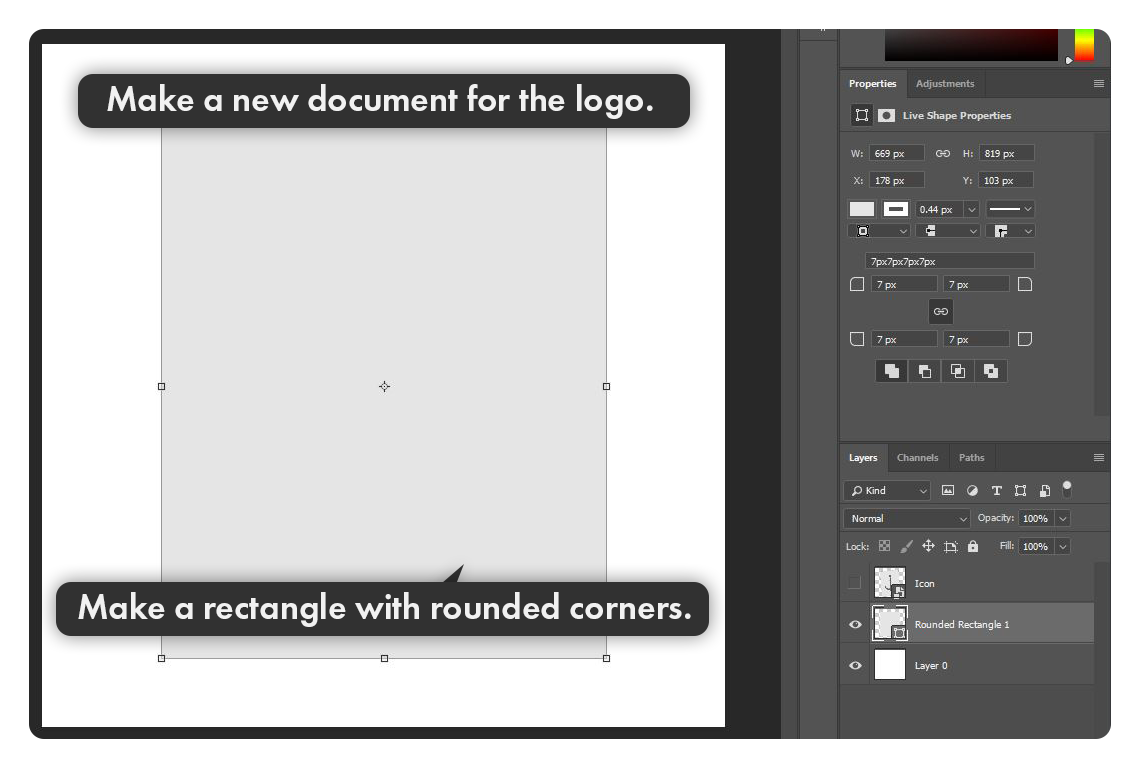 Make a new document for the logo.
Make a rectangle with rounded corners.
Properties Adjustments
Live Shape Properties
W: 669 px H: 819 px
X: 178 px Y: 103 px
0.44 px
7px7px7px7px
7 px 7 px
7 px 7 px
Layers Channels Paths
Kind
Normal Opacity: 100%
Lock: Fill: 100%
Icon
Rounded Rectangle 1
Layer 0